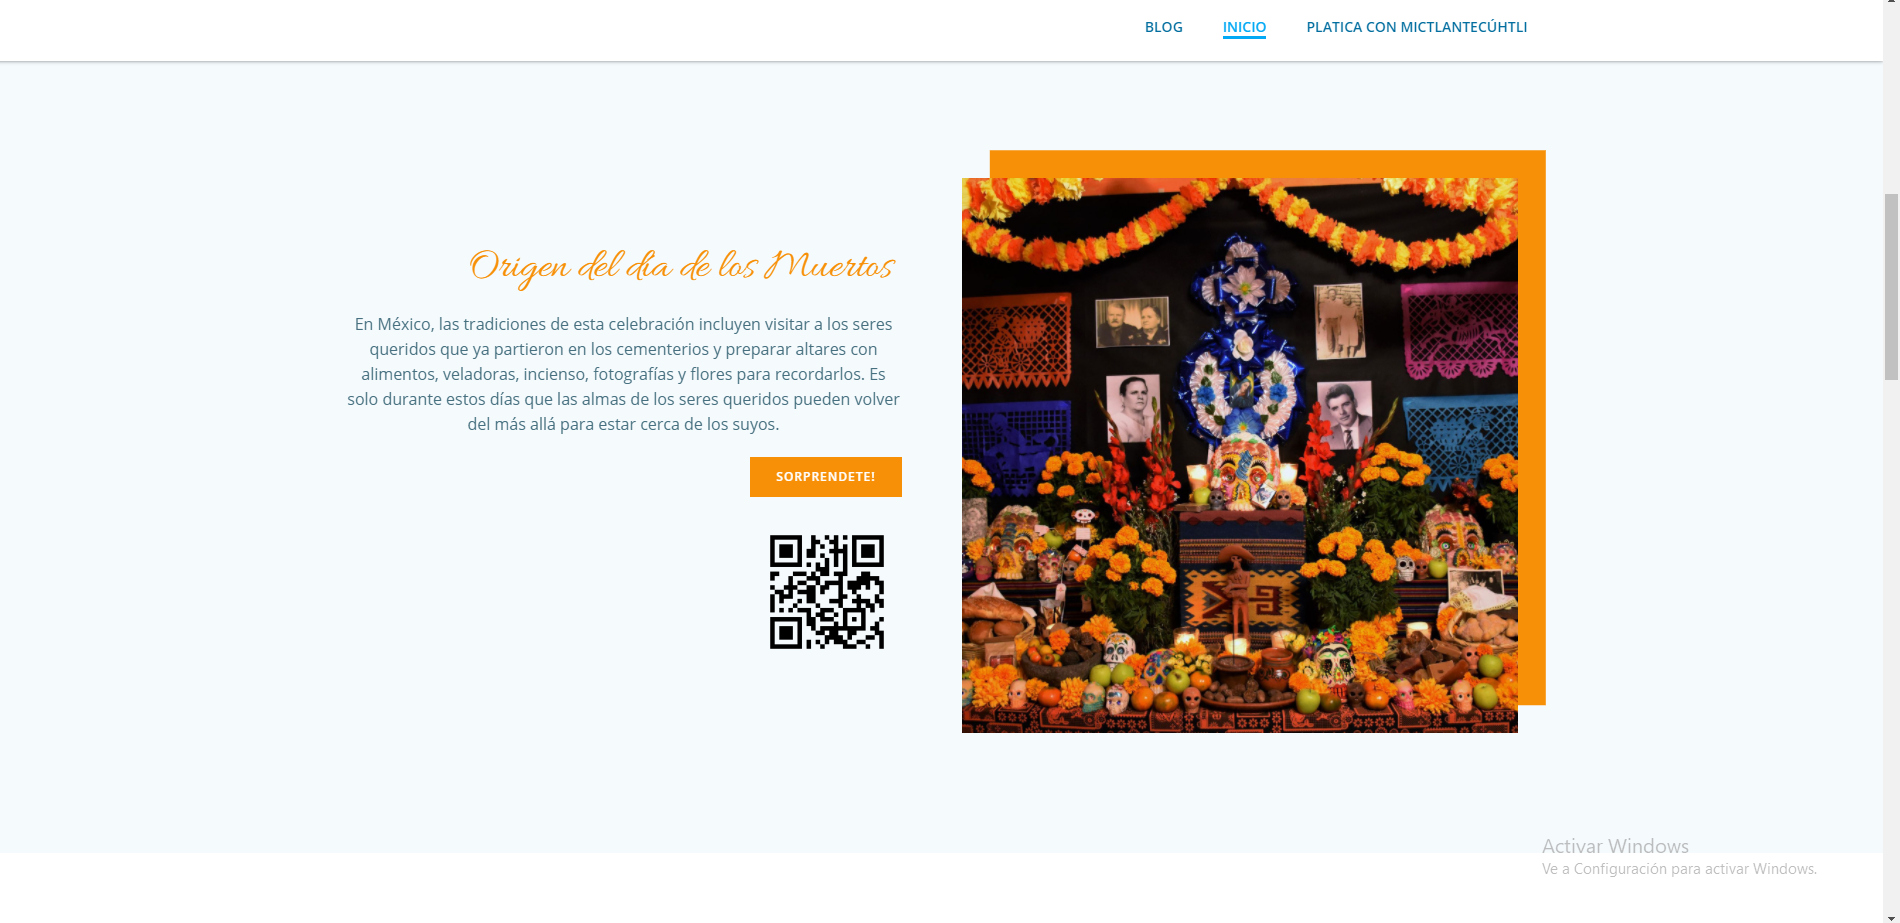 BLOG INICIO PLATICA CON MICTLANTECÚHTLI
Origen del dia de los Muertos
En México, las tradiciones de esta celebración incluyen visitar a los seres
queridos que ya partieron en los cementerios y preparar altares con
alimentos, veladoras, incienso, fotografías y flores para recordarlos. Es
solo durante estos días que las almas de los seres queridos pueden volver
del más allá para estar cerca de los suyos.
SORPRENDETE!
Activar Windows
Ve a Configuración para activar Windows.